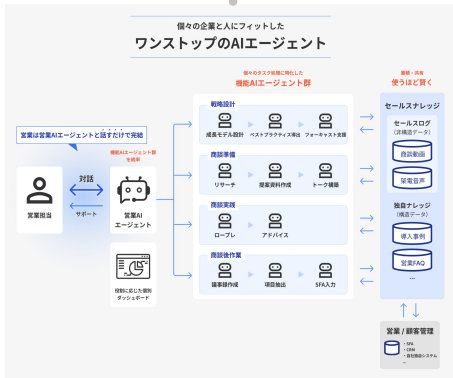 個々の企業と人にフィットした
ワンストップのAIエージェント
個々のタスク処理に特化した
機能AIエージェント群
蓄積・共有
使うほど賢く
営業は営業AIエージェントと話すだけで完結
機能AIエージェント群
を統率
営業担当
対話
サポート
営業AI
エージェント
役割に応じた個別
ダッシュボード
戦略設計
成長モデル設計
ベストプラクティス導出
フォーキャスト支援
商談準備
リサーチ
提案資料作成
トーク構築
商談実践
ロープレ
アドバイス
商談後作業
議事録作成
項目抽出
SFA入力
セールスナレッジ
セールスログ
(非構造データ)
商談動画
架電音声
独自ナレッジ
(構造データ)
導入事例
営業FAQ
...
営業 / 顧客管理
・SFA
・CRM
・自社独自システム
...